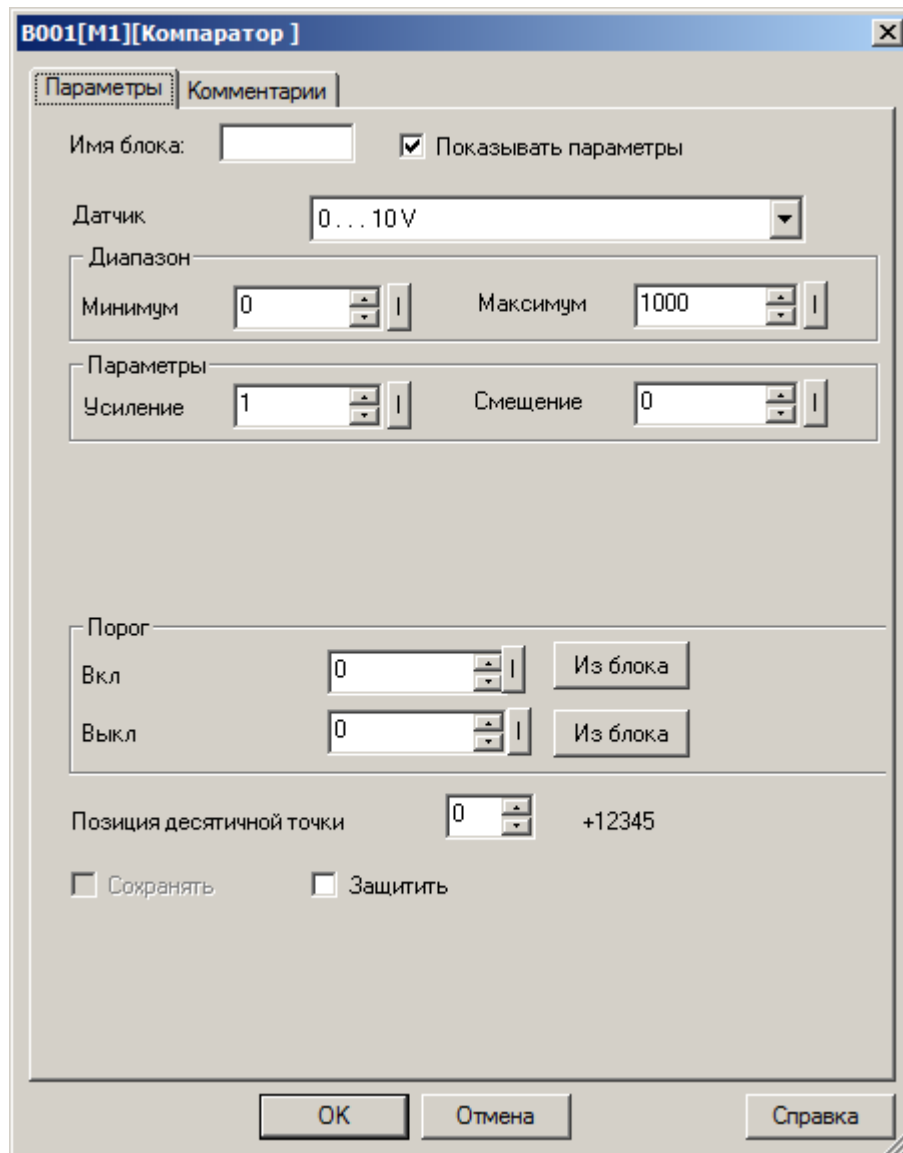 B001[M1][Компаратор ]
Параметры Комментарии
Имя блока: Показывать параметры
Датчик 0...10 V
Диапазон
Минимум 0 I Максимум 1000 I
Параметры
Усиление 1 I Смещение 0 I
Порог
Вкл 0 I Из блока
Выкл 0 I Из блока
Позиция десятичной точки 0 +12345
Сохранять Защитить
OK Отмена Справка